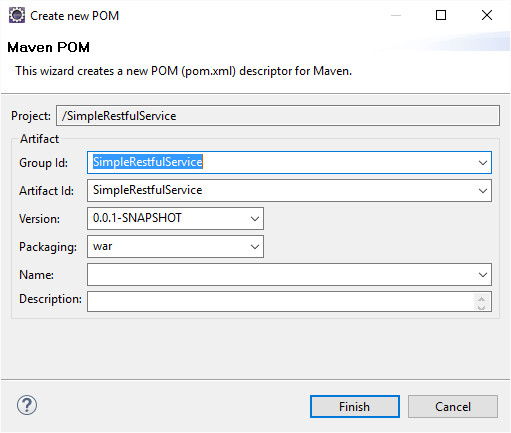 Create new POM
Maven POM
This wizard creates a new POM (pom.xml) descriptor for Maven.
Project: /SimpleRestfulService
Artifact
Group Id: SimpleRestfulService
Artifact Id: SimpleRestfulService
Version: 0.0.1-SNAPSHOT
Packaging: war
Name:
Description:
? Finish Cancel